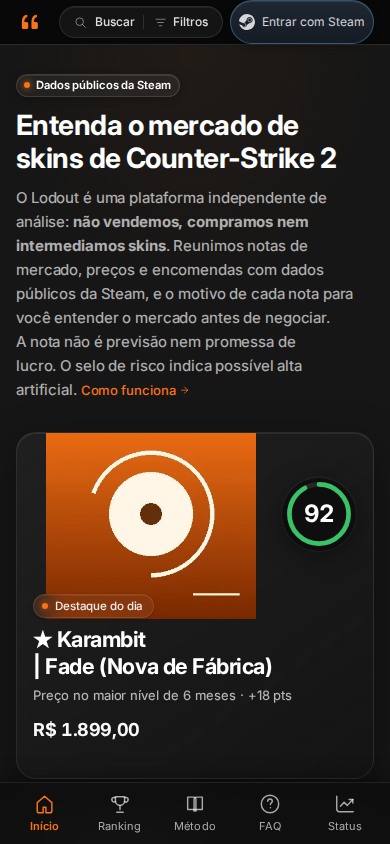 Buscar Filtros Entrar com Steam
Dados públicos da Steam
Entenda o mercado de
skins de Counter-Strike 2
O Lodout é uma plataforma independente de
análise: não vendemos, compramos nem
intermediamos skins. Reunimos notas de
mercado, preços e encomendas com dados
públicos da Steam, e o motivo de cada nota para
você entender o mercado antes de negociar.
A nota não é previsão nem promessa de
lucro. O selo de risco indica possível alta
artificial. Como funciona →
92
Destaque do dia
★ Karambit
| Fade (Nova de Fábrica)
Preço no maior nível de 6 meses · +18 pts
R$ 1.899,00
Início Ranking Método FAQ Status